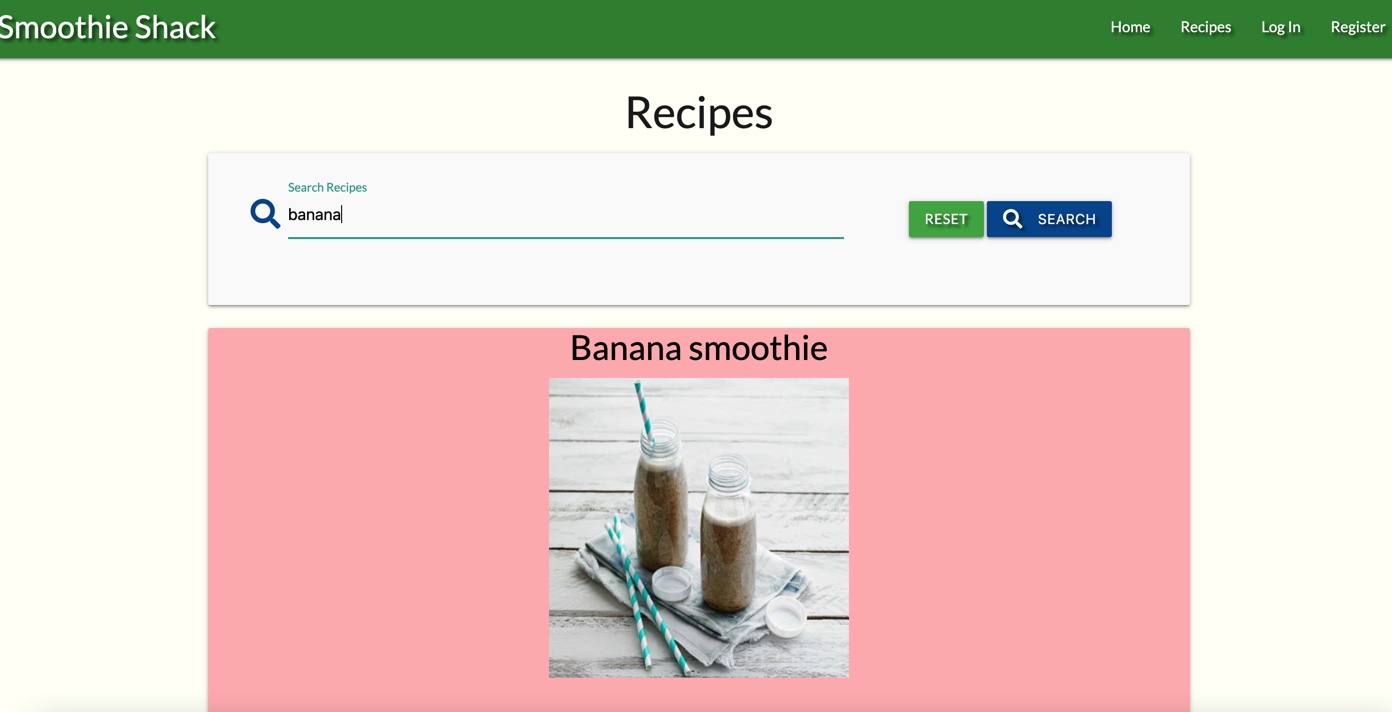 Smoothie Shack
Home Recipes Log In Register
Recipes
Search Recipes
banana
RESET SEARCH
Banana smoothie